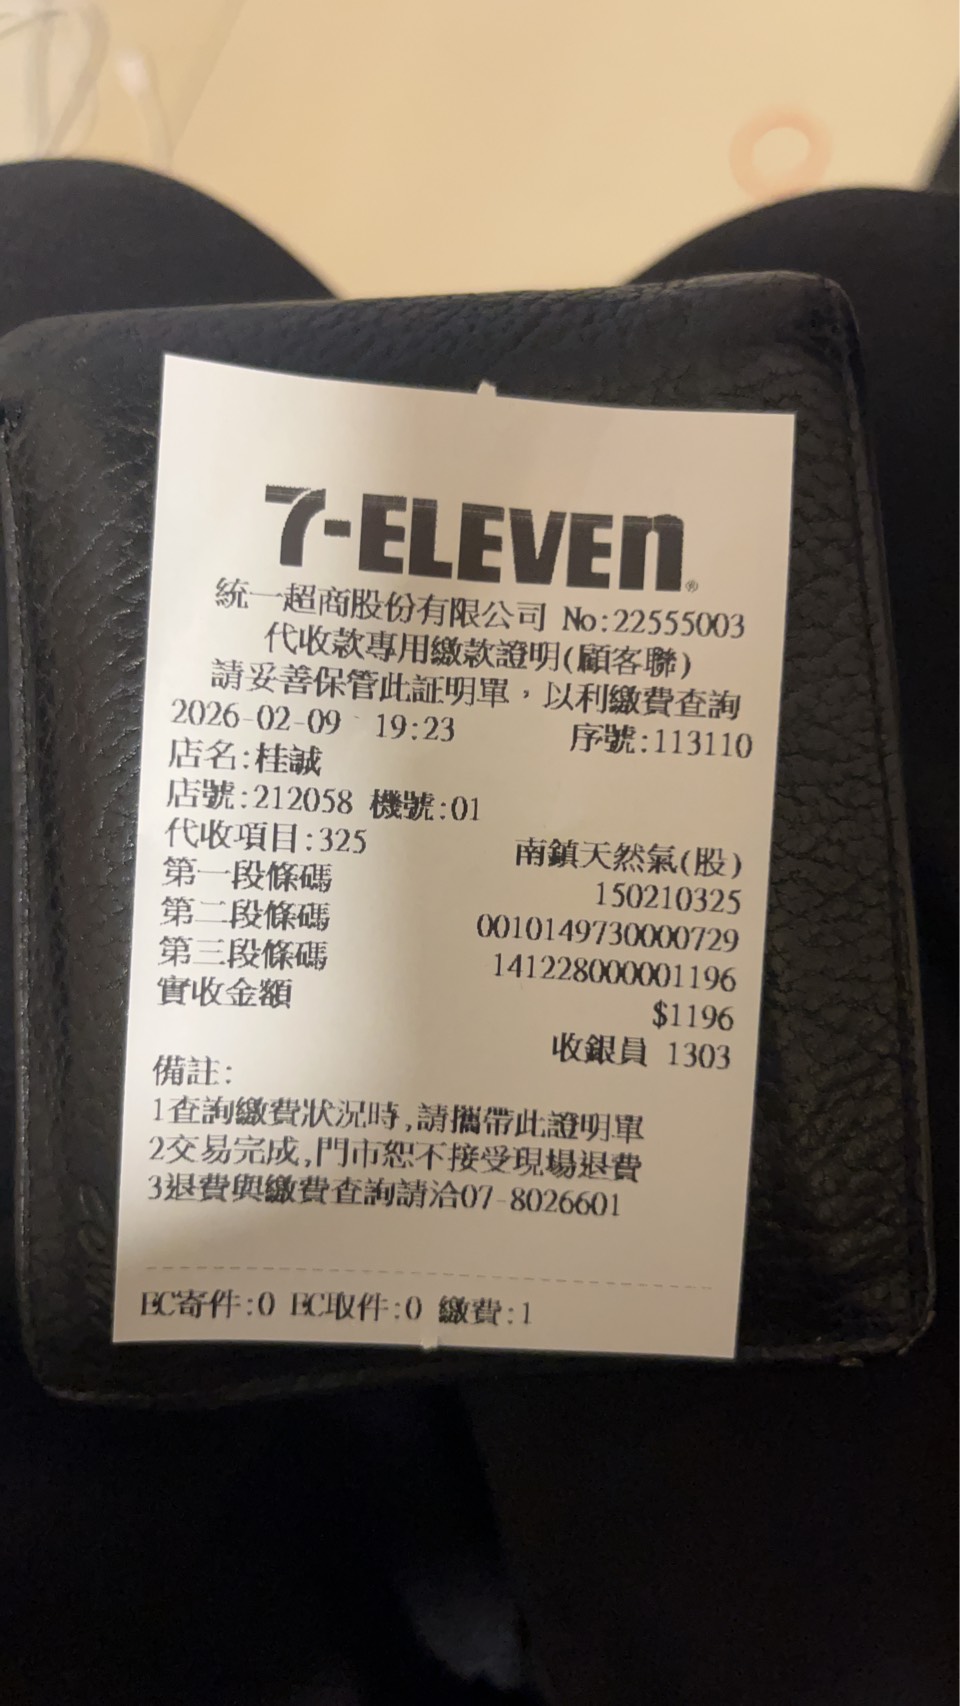 7-ELEVEn®
統一超商股份有限公司 No:22555003
代收款專用繳款證明(顧客聯)
請妥善保管此証明單，以利繳費查詢
2026-02-09 19:23 序號:113110
店名:桂誠
店號:212058 機號:01
代收項目:325 南鎮天然氣(股)
第一段條碼 150210325
第二段條碼 0010149730000729
第三段條碼 141228000001196
實收金額 $1196
收銀員 1303
備註:
1查詢繳費狀況時,請攜帶此證明單
2交易完成,門市恕不接受現場退費
3退費與繳費查詢請洽07-8026601
EC寄件:0 EC取件:0 繳費:1